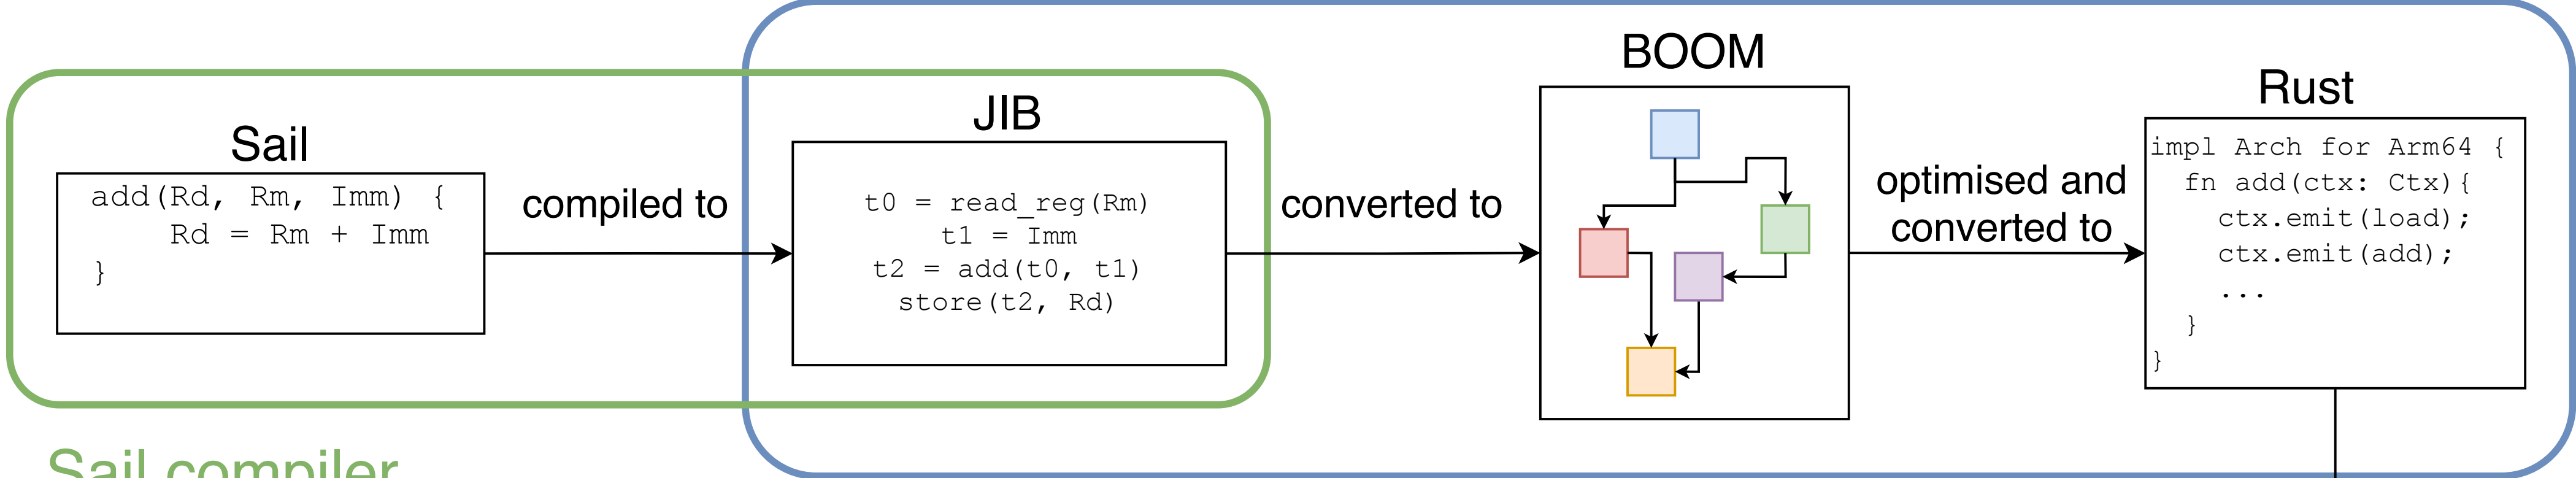 Sail
add(Rd, Rm, Imm) {
Rd = Rm + Imm
}
compiled to
JIB
t0 = read_reg(Rm)
t1 = Imm
t2 = add(t0, t1)
store(t2, Rd)
converted to
BOOM
optimised and
converted to
Rust
impl Arch for Arm64 {
fn add(ctx: Ctx){
ctx.emit(load);
ctx.emit(add);
...
}
}
Sail compiler